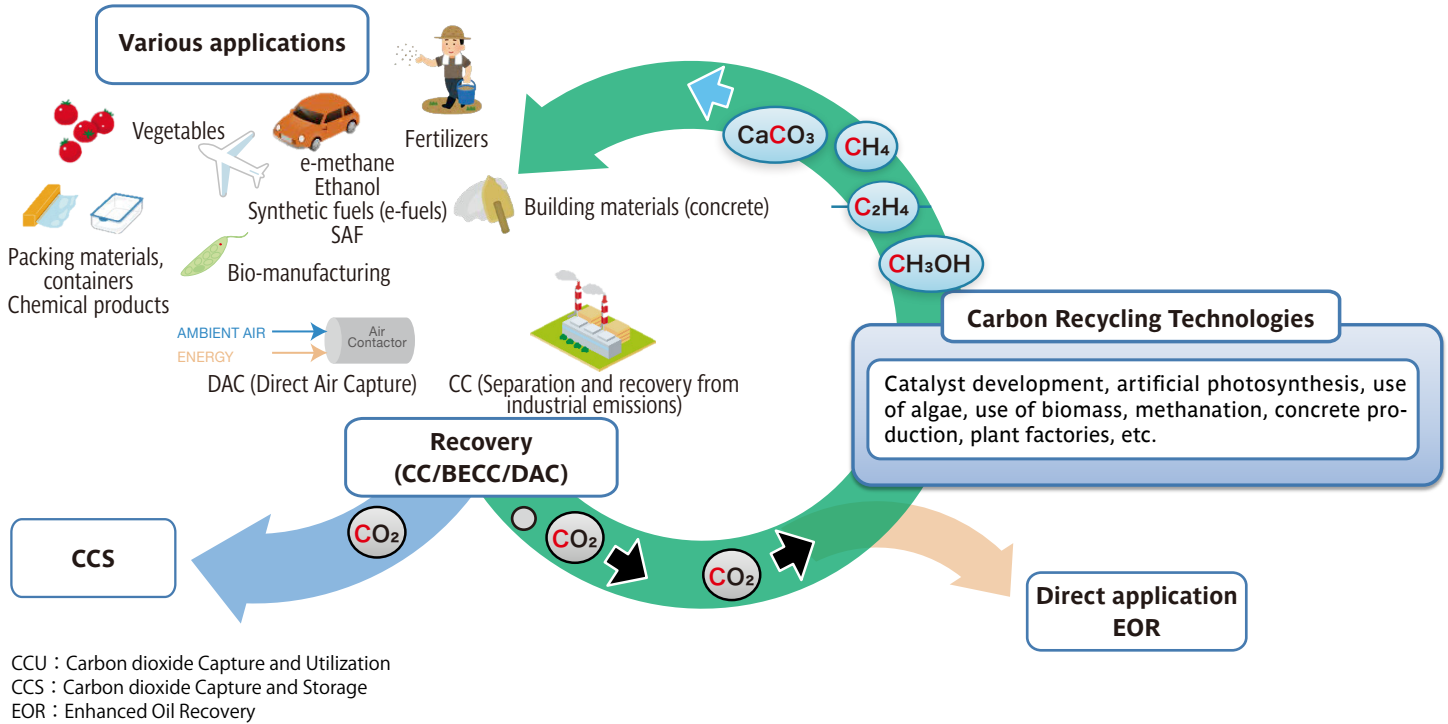 Various applications
Vegetables
Fertilizers
e-methane
Ethanol
Synthetic fuels (e-fuels)
SAF
Building materials (concrete)
Packing materials,
containers
Chemical products
Bio-manufacturing
CaCO₃
CH₄
C₂H₄
CH₃OH
Carbon Recycling Technologies
Catalyst development, artificial photosynthesis, use
of algae, use of biomass, methanation, concrete pro-
duction, plant factories, etc.
AMBIENT AIR
ENERGY
Air
Contactor
DAC (Direct Air Capture)
CC (Separation and recovery from
industrial emissions)
Recovery
(CC/BECC/DAC)
CO₂
CO₂
CO₂
CCS
Direct application
EOR
CCU：Carbon dioxide Capture and Utilization
CCS：Carbon dioxide Capture and Storage
EOR：Enhanced Oil Recovery